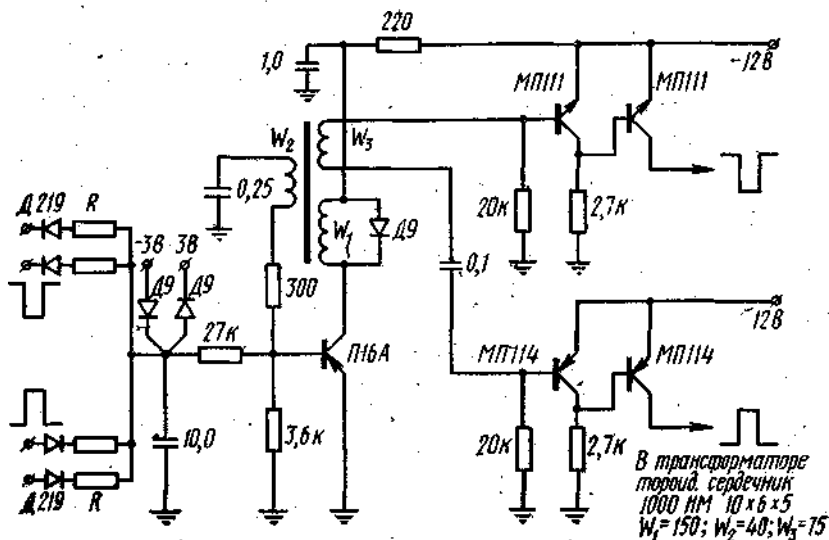 220
-12В
1,0
МП111
МП111
W2
W3
0,25
Д219
R
-3В
3В
Д9
Д9
W1
Д9
20к
2,7к
300
0,1
27к
П16А
-12В
МП114
МП114
10,0
3,6к
Д219
R
20к
2,7к
В трансформаторе
тороид. сердечник
1000 НМ 10×6×5
W1=150; W2=40; W3=75